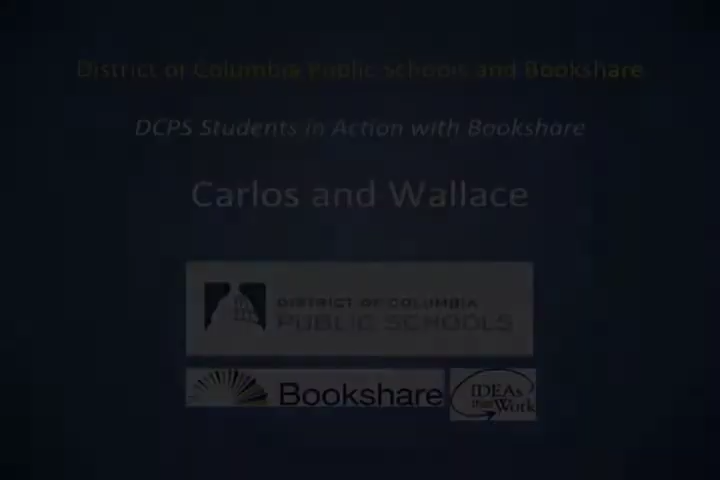 District of Columbia Public Schools and Bookshare
DCPS Students in Action with Bookshare
Carlos and Wallace
DISTRICT OF COLUMBIA
PUBLIC SCHOOLS
Bookshare
IDEAs
that Work